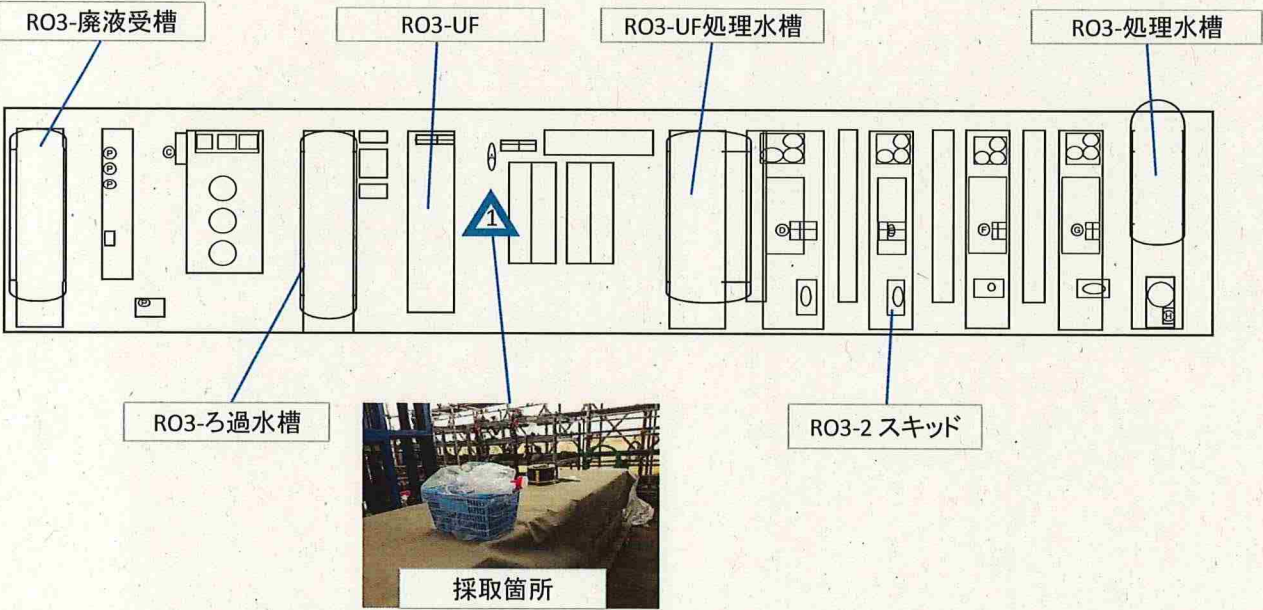 RO3-廃液受槽
RO3-UF
RO3-UF処理水槽
RO3-処理水槽
P
P
P
C
P
1
D
F
G
RO3-ろ過水槽
RO3-2 スキッド
採取箇所